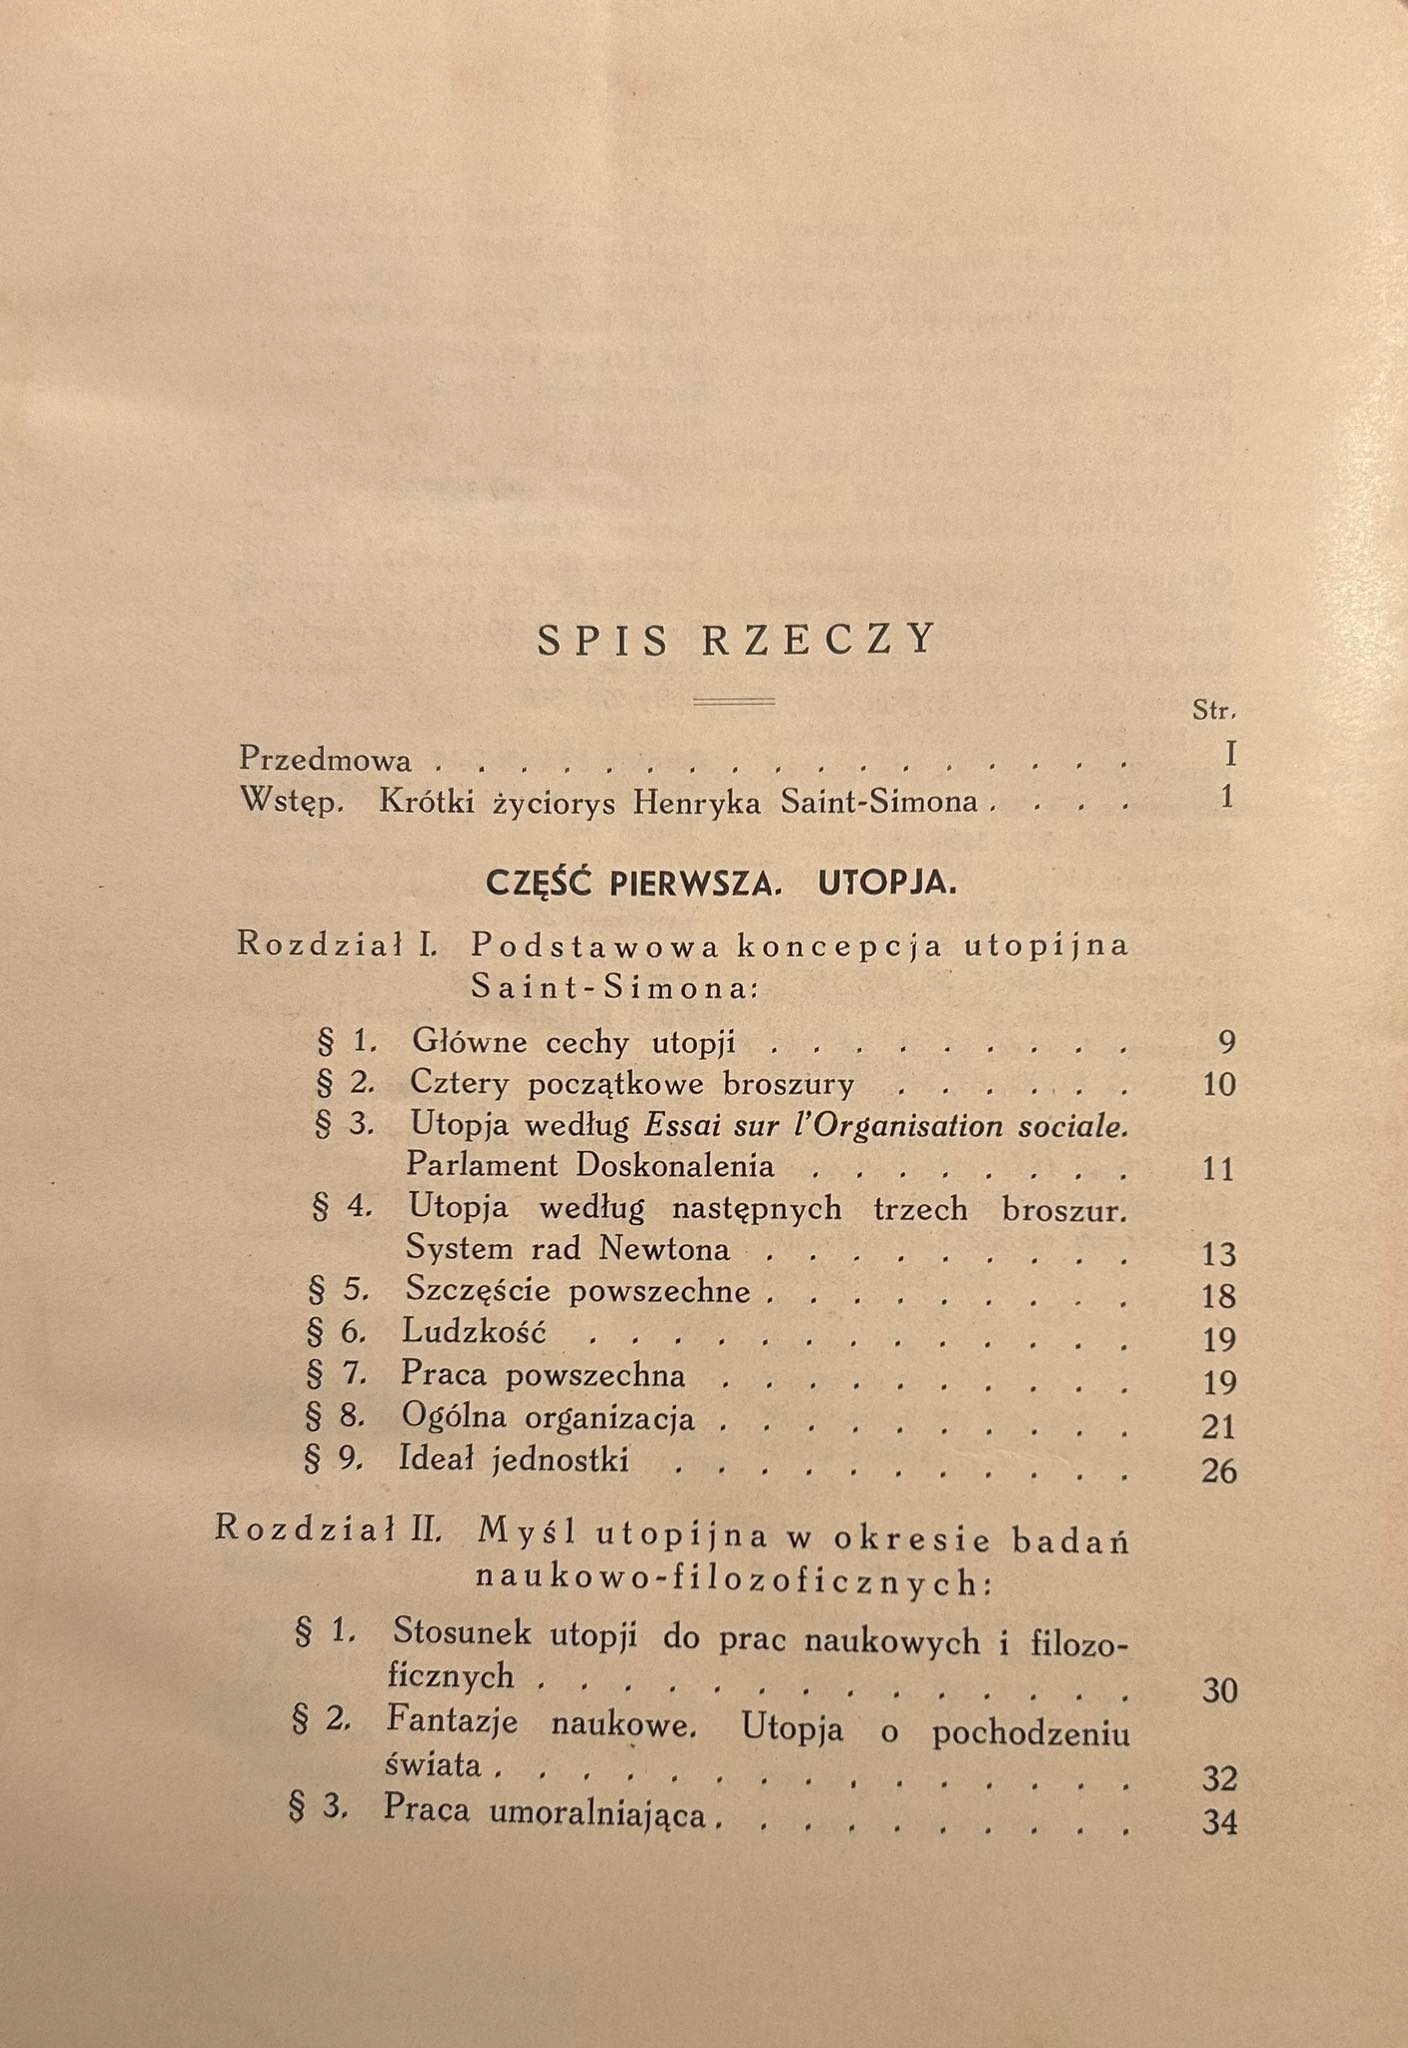 SPIS RZECZY
Str.
Przedmowa . . . . . . . . . . . . . . . . . I
Wstęp. Krótki życiorys Henryka Saint-Simona . . . . 1
CZĘŚĆ PIERWSZA. UTOPJA.
Rozdział I. Podstawowa koncepcja utopijna
Saint-Simona:
§ 1. Główne cechy utopji . . . . . . . . . 9
§ 2. Cztery początkowe broszury . . . . . . 10
§ 3. Utopja według Essai sur l'Organisation sociale.
Parlament Doskonalenia . . . . . . . . 11
§ 4. Utopja według następnych trzech broszur.
System rad Newtona . . . . . . . . . 13
§ 5. Szczęście powszechne . . . . . . . . . 18
§ 6. Ludzkość . . . . . . . . . . . . . 19
§ 7. Praca powszechna . . . . . . . . . . 19
§ 8. Ogólna organizacja . . . . . . . . . . 21
§ 9. Ideał jednostki . . . . . . . . . . . 26
Rozdział II. Myśl utopijna w okresie badań
naukowo-filozoficznych:
§ 1. Stosunek utopji do prac naukowych i filozo-
ficznych . . . . . . . . . . . . . . 30
§ 2. Fantazje naukowe. Utopja o pochodzeniu
świata . . . . . . . . . . . . . . . 32
§ 3. Praca umoralniająca . . . . . . . . . . 34